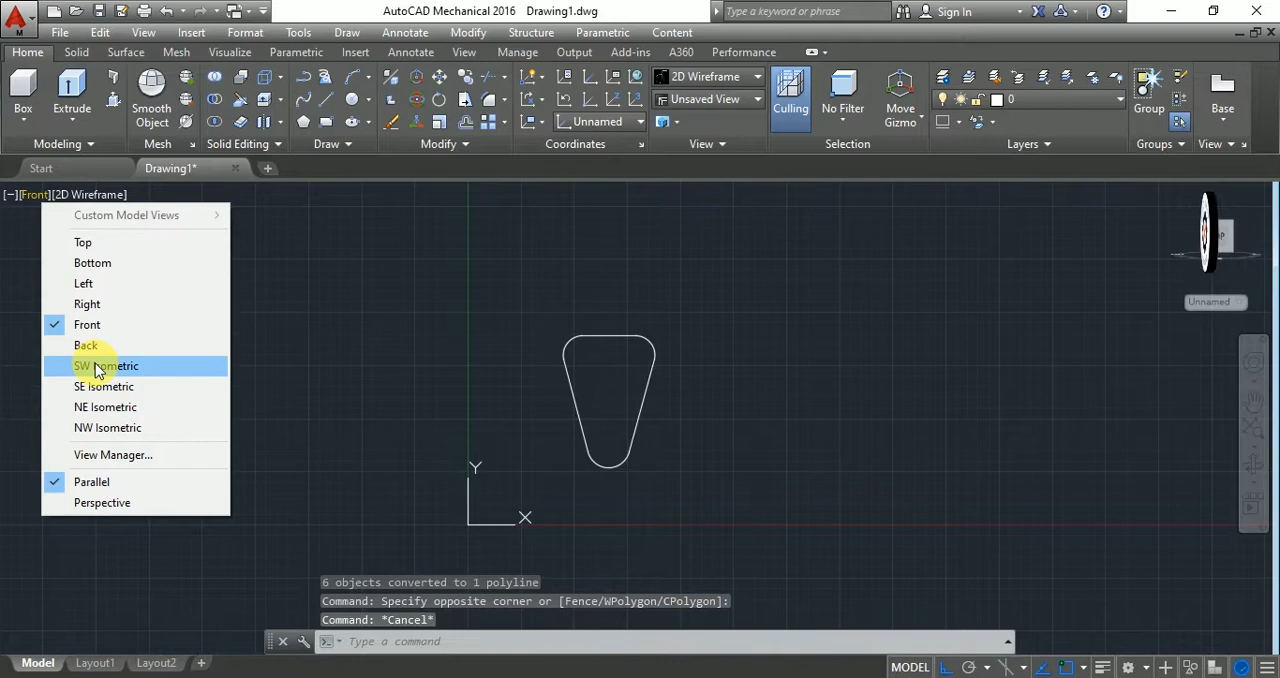 AutoCAD Mechanical 2016 Drawing1.dwg
Type a keyword or phrase
Sign In
File Edit View Insert Format Tools Draw Annotate Modify Structure Parametric Content
Home Solid Surface Mesh Visualize Parametric Insert Annotate View Manage Output Add-ins A360 Performance
2D Wireframe
Unsaved View
Unnamed
0
Box Extrude Smooth Object Culling No Filter Move Gizmo Group Base
Modeling Mesh Solid Editing Draw Modify Coordinates View Selection Layers Groups View
Start Drawing1*
[−][Front][2D Wireframe]
Custom Model Views
Top
Bottom
Left
Right
Front
Back
SW Isometric
SE Isometric
NE Isometric
NW Isometric
View Manager...
Parallel
Perspective
Unnamed
Y
X
6 objects converted to 1 polyline
Command: Specify opposite corner or [Fence/WPolygon/CPolygon]:
Command: *Cancel*
Type a command
Model Layout1 Layout2
MODEL